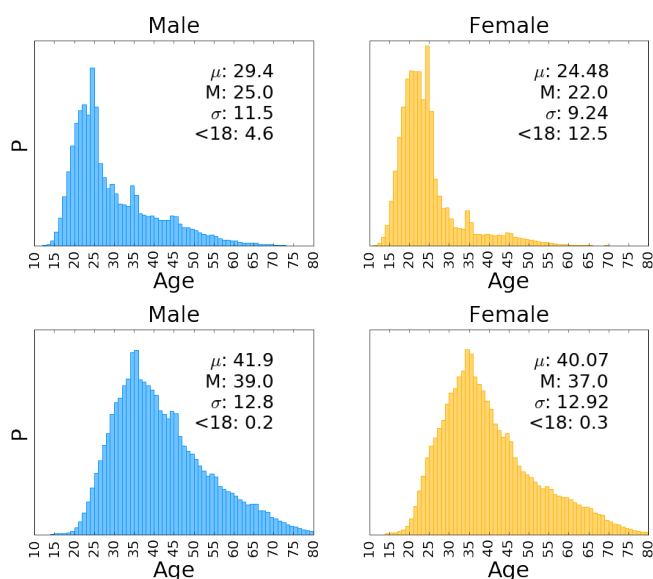 Male
μ: 29.4
M: 25.0
σ: 11.5
<18: 4.6
P
10 15 20 25 30 35 40 45 50 55 60 65 70 75 80
Age
Female
μ: 24.48
M: 22.0
σ: 9.24
<18: 12.5
10 15 20 25 30 35 40 45 50 55 60 65 70 75 80
Age
Male
μ: 41.9
M: 39.0
σ: 12.8
<18: 0.2
P
10 15 20 25 30 35 40 45 50 55 60 65 70 75 80
Age
Female
μ: 40.07
M: 37.0
σ: 12.92
<18: 0.3
10 15 20 25 30 35 40 45 50 55 60 65 70 75 80
Age